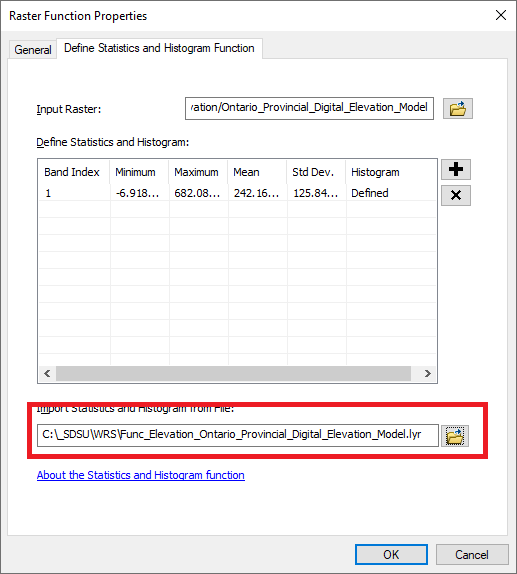 Raster Function Properties
General
Define Statistics and Histogram Function
Input Raster:
vation/Ontario_Provincial_Digital_Elevation_Model
Define Statistics and Histogram:
Band Index Minimum Maximum Mean Std Dev. Histogram
1 -6.918... 682.08... 242.16... 125.84... Defined
Import Statistics and Histogram from File:
C:\_SDSU\WRS\Func_Elevation_Ontario_Provincial_Digital_Elevation_Model.lyr
About the Statistics and Histogram function
OK
Cancel